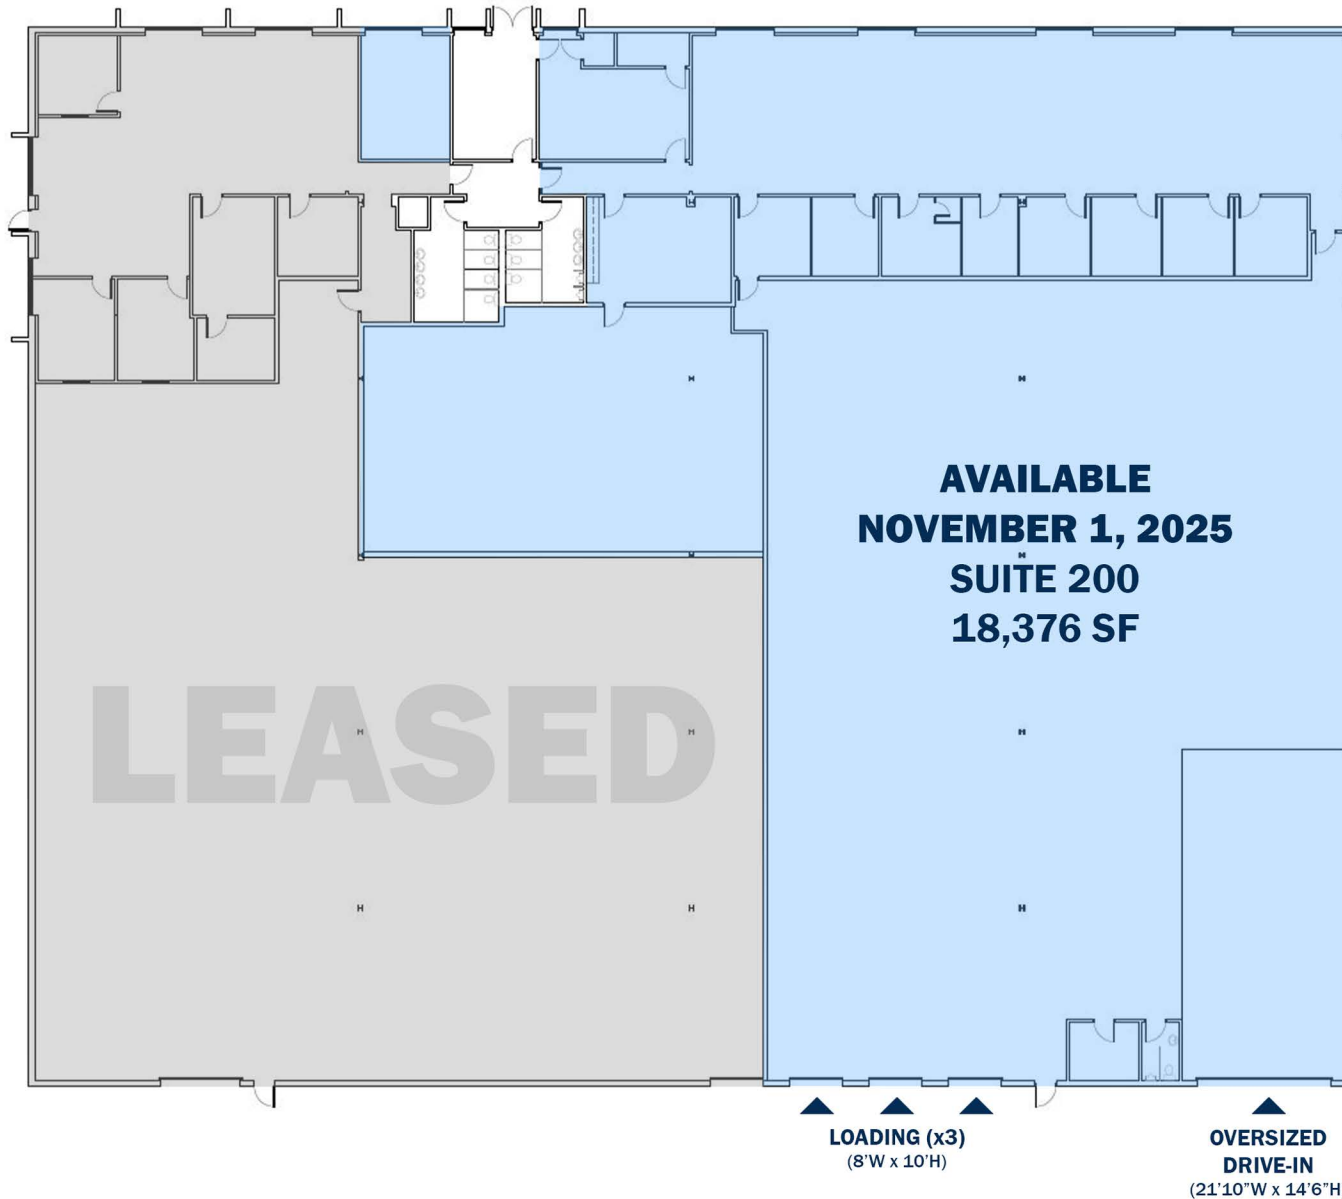 AVAILABLE
NOVEMBER 1, 2025
SUITE 200
18,376 SF
LEASED
LOADING (x3)
(8'W x 10'H)
OVERSIZED
DRIVE-IN
(21'10"W x 14'6"H